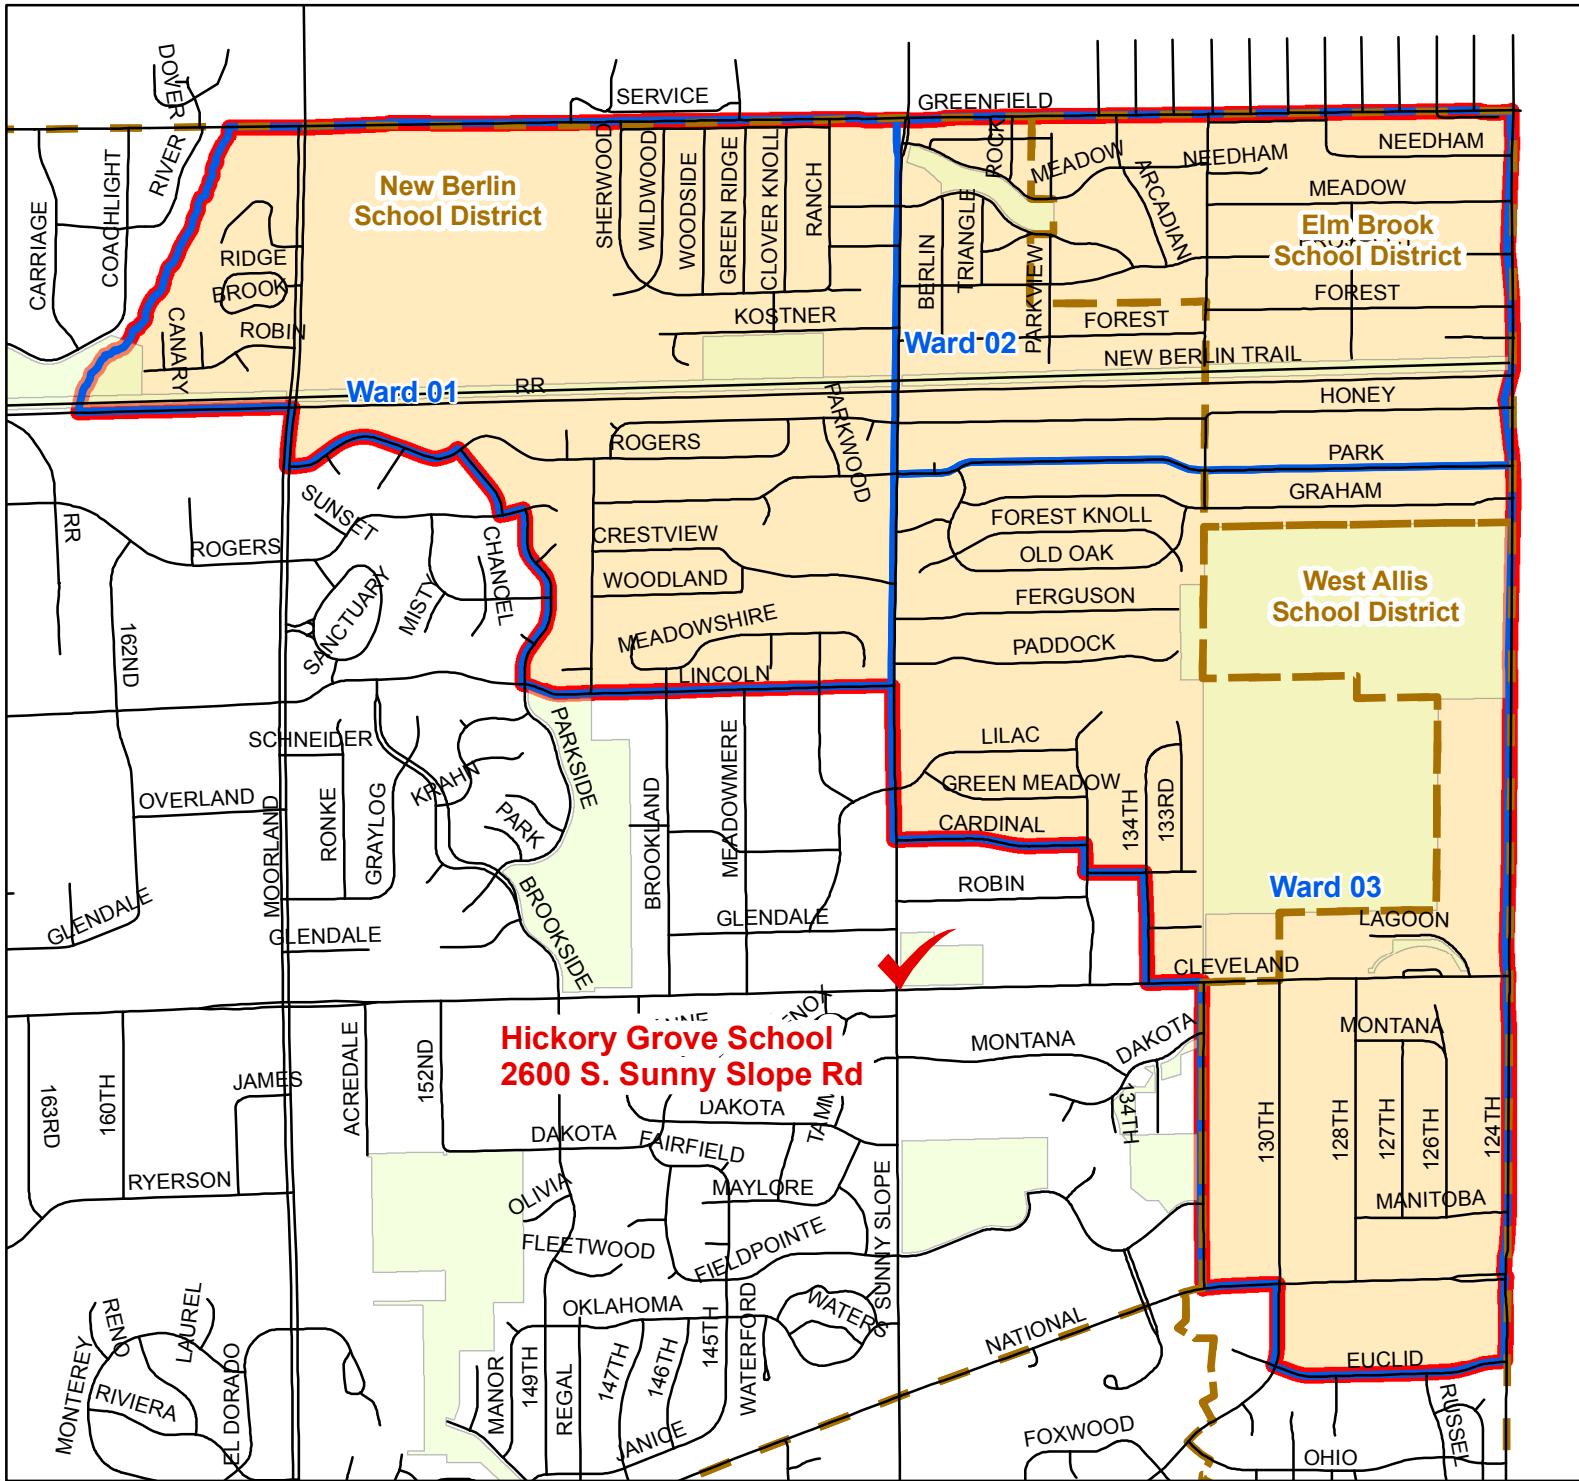 DOVER
SERVICE
GREENFIELD
CARRIAGE
COACHLIGHT
RIVER
New Berlin
School District
SHERWOOD
WILDWOOD
WOODSIDE
GREEN RIDGE
CLOVER KNOLL
RANCH
ROCK
MEADOW
ARCADIAN
NEEDHAM
NEEDHAM
MEADOW
Elm Brook
School District
RIDGE
BROOK
CANARY
ROBIN
KOSTNER
BERLIN
TRIANGLE
PARKVIEW
FOREST
FOREST
Ward 02
NEW BERLIN TRAIL
Ward 01
RR
HONEY
PARKWOOD
ROGERS
PARK
GRAHAM
RR
SUNSET
ROGERS
CHANCEL
CRESTVIEW
WOODLAND
FOREST KNOLL
OLD OAK
FERGUSON
West Allis
School District
SANCTUARY
MISTY
MEADOWSHIRE
PADDOCK
162ND
LINCOLN
SCHNEIDER
PARKSIDE
LILAC
GREEN MEADOW
OVERLAND
MOORLAND
RONKE
GRAYLOG
KRAHN
PARK
BROOKLAND
MEADOWMERE
CARDINAL
134TH
133RD
ROBIN
Ward 03
GLENDALE
GLENDALE
BROOKSIDE
GLENDALE
LAGOON
CLEVELAND
Hickory Grove School
2600 S. Sunny Slope Rd
163RD
160TH
JAMES
ACREDALE
152ND
MONTANA
DAKOTA
134TH
MONTANA
DAKOTA
DAKOTA
FAIRFIELD
130TH
128TH
127TH
126TH
124TH
RYERSON
OLIVIA
MAYLORE
SUNNY SLOPE
MANITOBA
FLEETWOOD
FIELDPOINTE
OKLAHOMA
WATERS
NATIONAL
MONTEREY
RENO
LAUREL
RIVIERA
EL DORADO
MANOR
149TH
REGAL
147TH
146TH
145TH
WATERFORD
JANICE
EUCLID
FOXWOOD
OHIO
RUSSEL